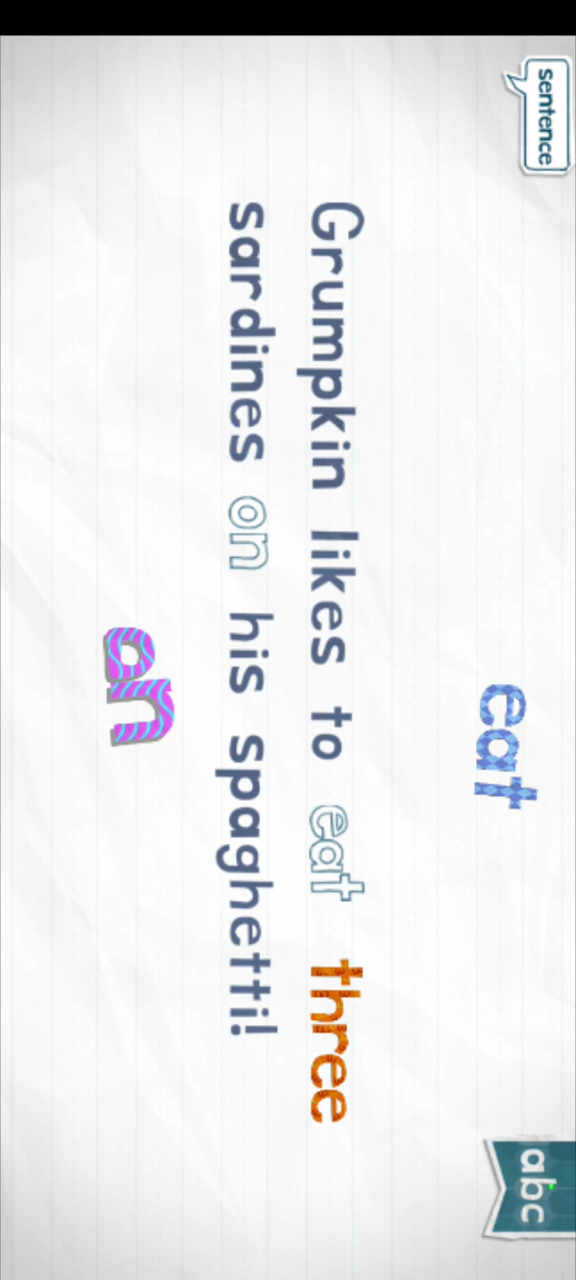 sentence
eat
Grumpkin likes to eat three
sardines on his spaghetti!
on
abc